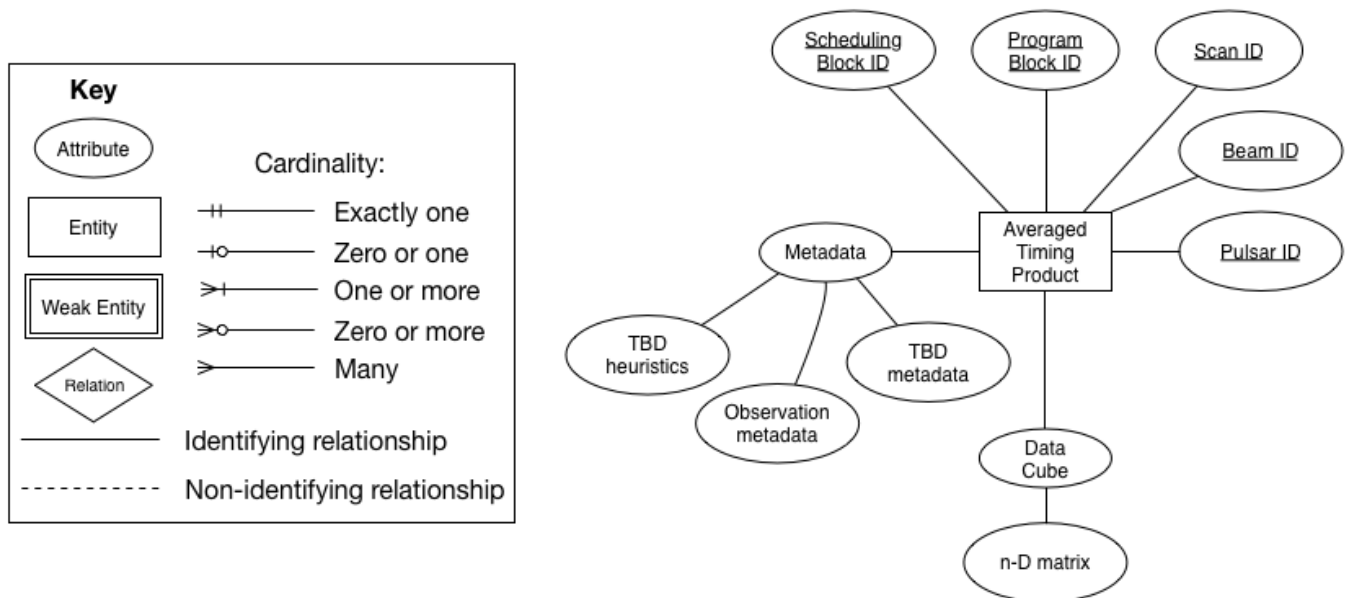 Key
Attribute
Entity
Weak Entity
Relation
Cardinality:
Exactly one
Zero or one
One or more
Zero or more
Many
Identifying relationship
Non-identifying relationship
Scheduling
Block ID
Program
Block ID
Scan ID
Beam ID
Pulsar ID
Averaged
Timing
Product
Metadata
TBD
heuristics
Observation
metadata
TBD
metadata
Data
Cube
n-D matrix